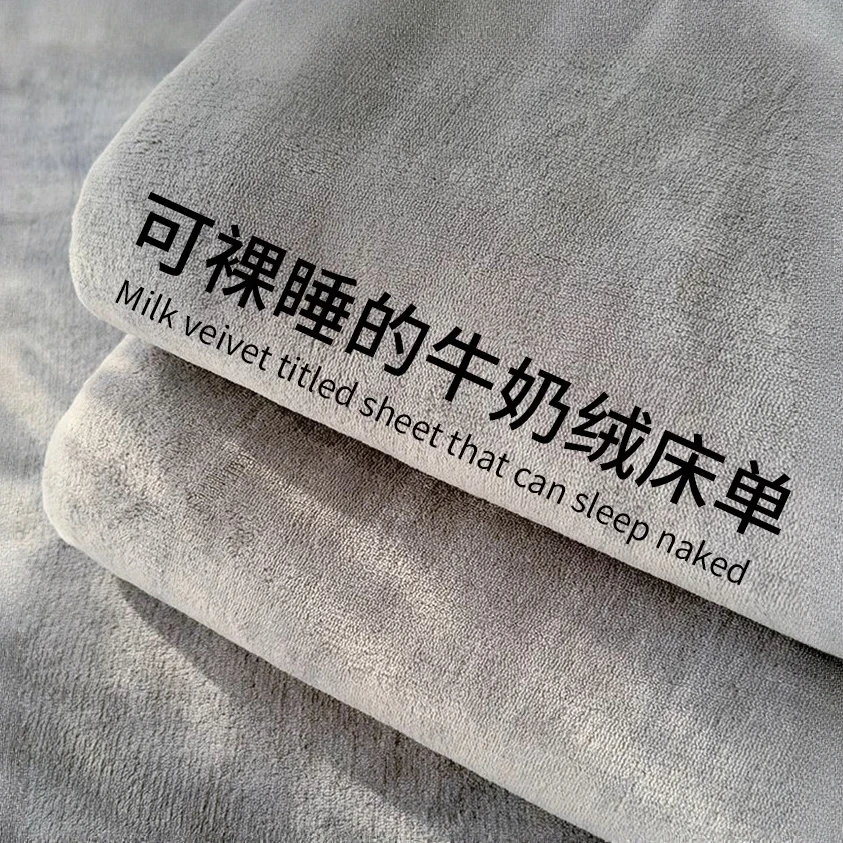 可裸睡的牛奶绒床单
Milk veivet titled sheet that can sleep naked